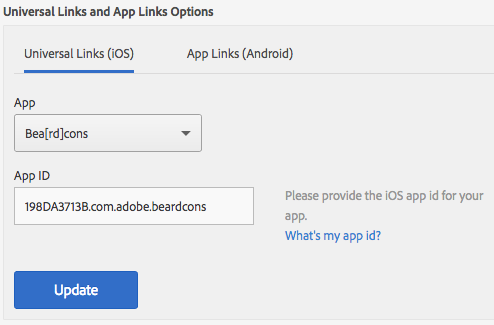 Universal Links and App Links Options
Universal Links (iOS) App Links (Android)
App
Bea[rd]cons
App ID
198DA3713B.com.adobe.beardcons
Please provide the iOS app id for your
app.
What's my app id?
Update